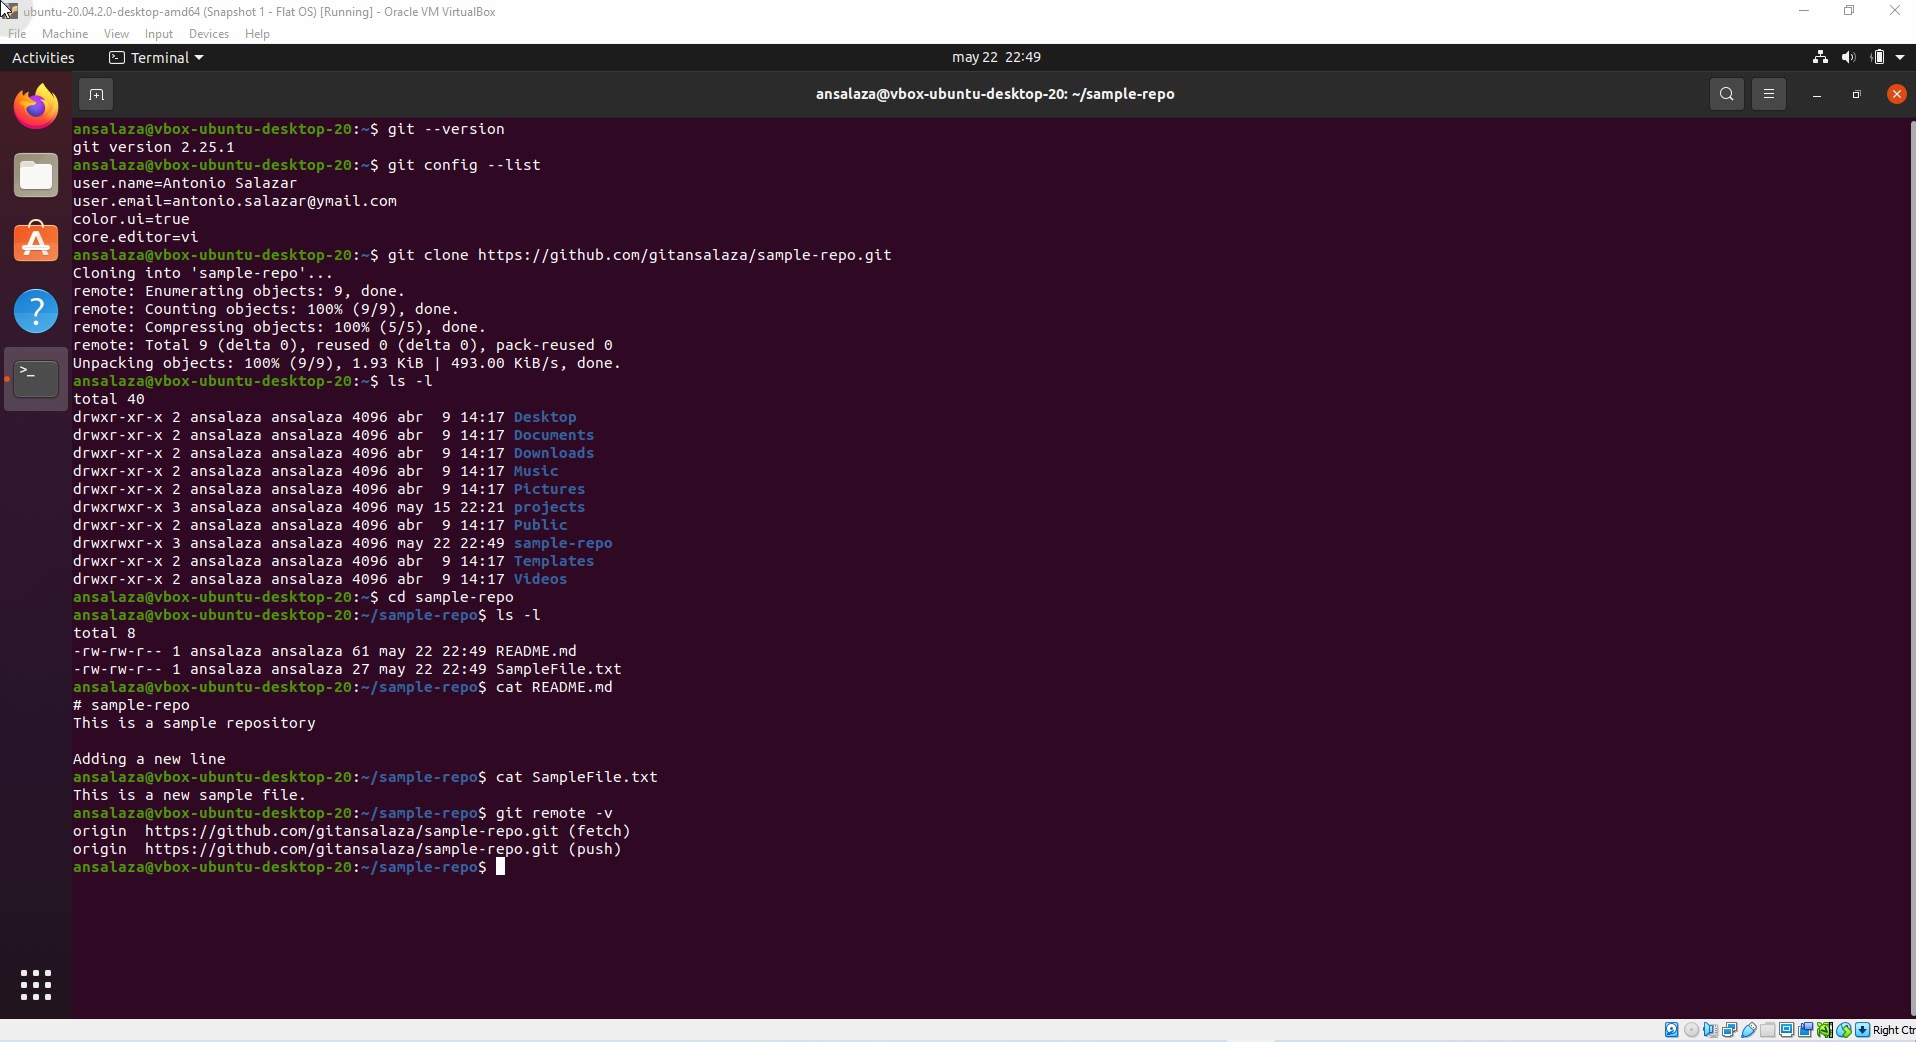 ubuntu-20.04.2.0-desktop-amd64 (Snapshot 1 - Flat OS) [Running] - Oracle VM VirtualBox
File Machine View Input Devices Help
Activities Terminal may 22 22:49
ansalaza@vbox-ubuntu-desktop-20: ~/sample-repo
ansalaza@vbox-ubuntu-desktop-20:~$ git --version
git version 2.25.1
ansalaza@vbox-ubuntu-desktop-20:~$ git config --list
user.name=Antonio Salazar
user.email=antonio.salazar@ymail.com
color.ui=true
core.editor=vi
ansalaza@vbox-ubuntu-desktop-20:~$ git clone https://github.com/gitansalaza/sample-repo.git
Cloning into 'sample-repo'...
remote: Enumerating objects: 9, done.
remote: Counting objects: 100% (9/9), done.
remote: Compressing objects: 100% (5/5), done.
remote: Total 9 (delta 0), reused 0 (delta 0), pack-reused 0
Unpacking objects: 100% (9/9), 1.93 KiB | 493.00 KiB/s, done.
ansalaza@vbox-ubuntu-desktop-20:~$ ls -l
total 40
drwxr-xr-x 2 ansalaza ansalaza 4096 abr  9 14:17 Desktop
drwxr-xr-x 2 ansalaza ansalaza 4096 abr  9 14:17 Documents
drwxr-xr-x 2 ansalaza ansalaza 4096 abr  9 14:17 Downloads
drwxr-xr-x 2 ansalaza ansalaza 4096 abr  9 14:17 Music
drwxr-xr-x 2 ansalaza ansalaza 4096 abr  9 14:17 Pictures
drwxrwxr-x 3 ansalaza ansalaza 4096 may 15 22:21 projects
drwxr-xr-x 2 ansalaza ansalaza 4096 abr  9 14:17 Public
drwxrwxr-x 3 ansalaza ansalaza 4096 may 22 22:49 sample-repo
drwxr-xr-x 2 ansalaza ansalaza 4096 abr  9 14:17 Templates
drwxr-xr-x 2 ansalaza ansalaza 4096 abr  9 14:17 Videos
ansalaza@vbox-ubuntu-desktop-20:~$ cd sample-repo
ansalaza@vbox-ubuntu-desktop-20:~/sample-repo$ ls -l
total 8
-rw-rw-r-- 1 ansalaza ansalaza 61 may 22 22:49 README.md
-rw-rw-r-- 1 ansalaza ansalaza 27 may 22 22:49 SampleFile.txt
ansalaza@vbox-ubuntu-desktop-20:~/sample-repo$ cat README.md
# sample-repo
This is a sample repository

Adding a new line
ansalaza@vbox-ubuntu-desktop-20:~/sample-repo$ cat SampleFile.txt
This is a new sample file.
ansalaza@vbox-ubuntu-desktop-20:~/sample-repo$ git remote -v
origin  https://github.com/gitansalaza/sample-repo.git (fetch)
origin  https://github.com/gitansalaza/sample-repo.git (push)
ansalaza@vbox-ubuntu-desktop-20:~/sample-repo$
Right Ctr